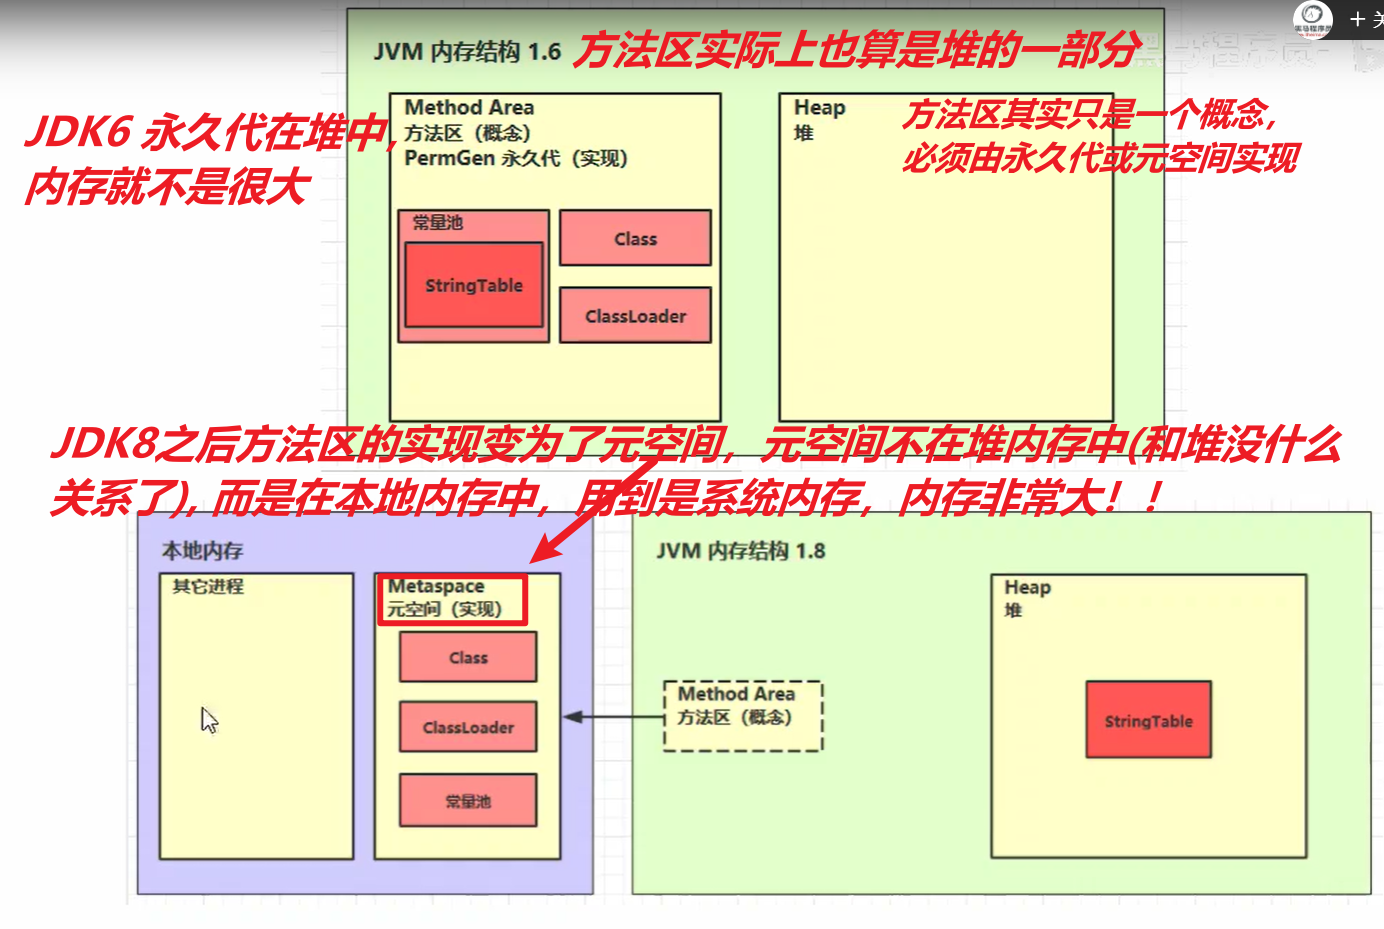 + 关
黑马程序员
JVM 内存结构 1.6
方法区实际上也算是堆的一部分
Method Area
方法区（概念）
PermGen 永久代（实现）
Heap
堆
方法区其实只是一个概念，
必须由永久代或元空间实现
JDK6 永久代在堆中，
内存就不是很大
常量池
StringTable
Class
ClassLoader
JDK8之后方法区的实现变为了元空间，元空间不在堆内存中(和堆没什么
关系了), 而是在本地内存中，用到是系统内存，内存非常大！！
本地内存
其它进程
Metaspace
元空间（实现）
Class
ClassLoader
常量池
JVM 内存结构 1.8
Method Area
方法区（概念）
Heap
堆
StringTable